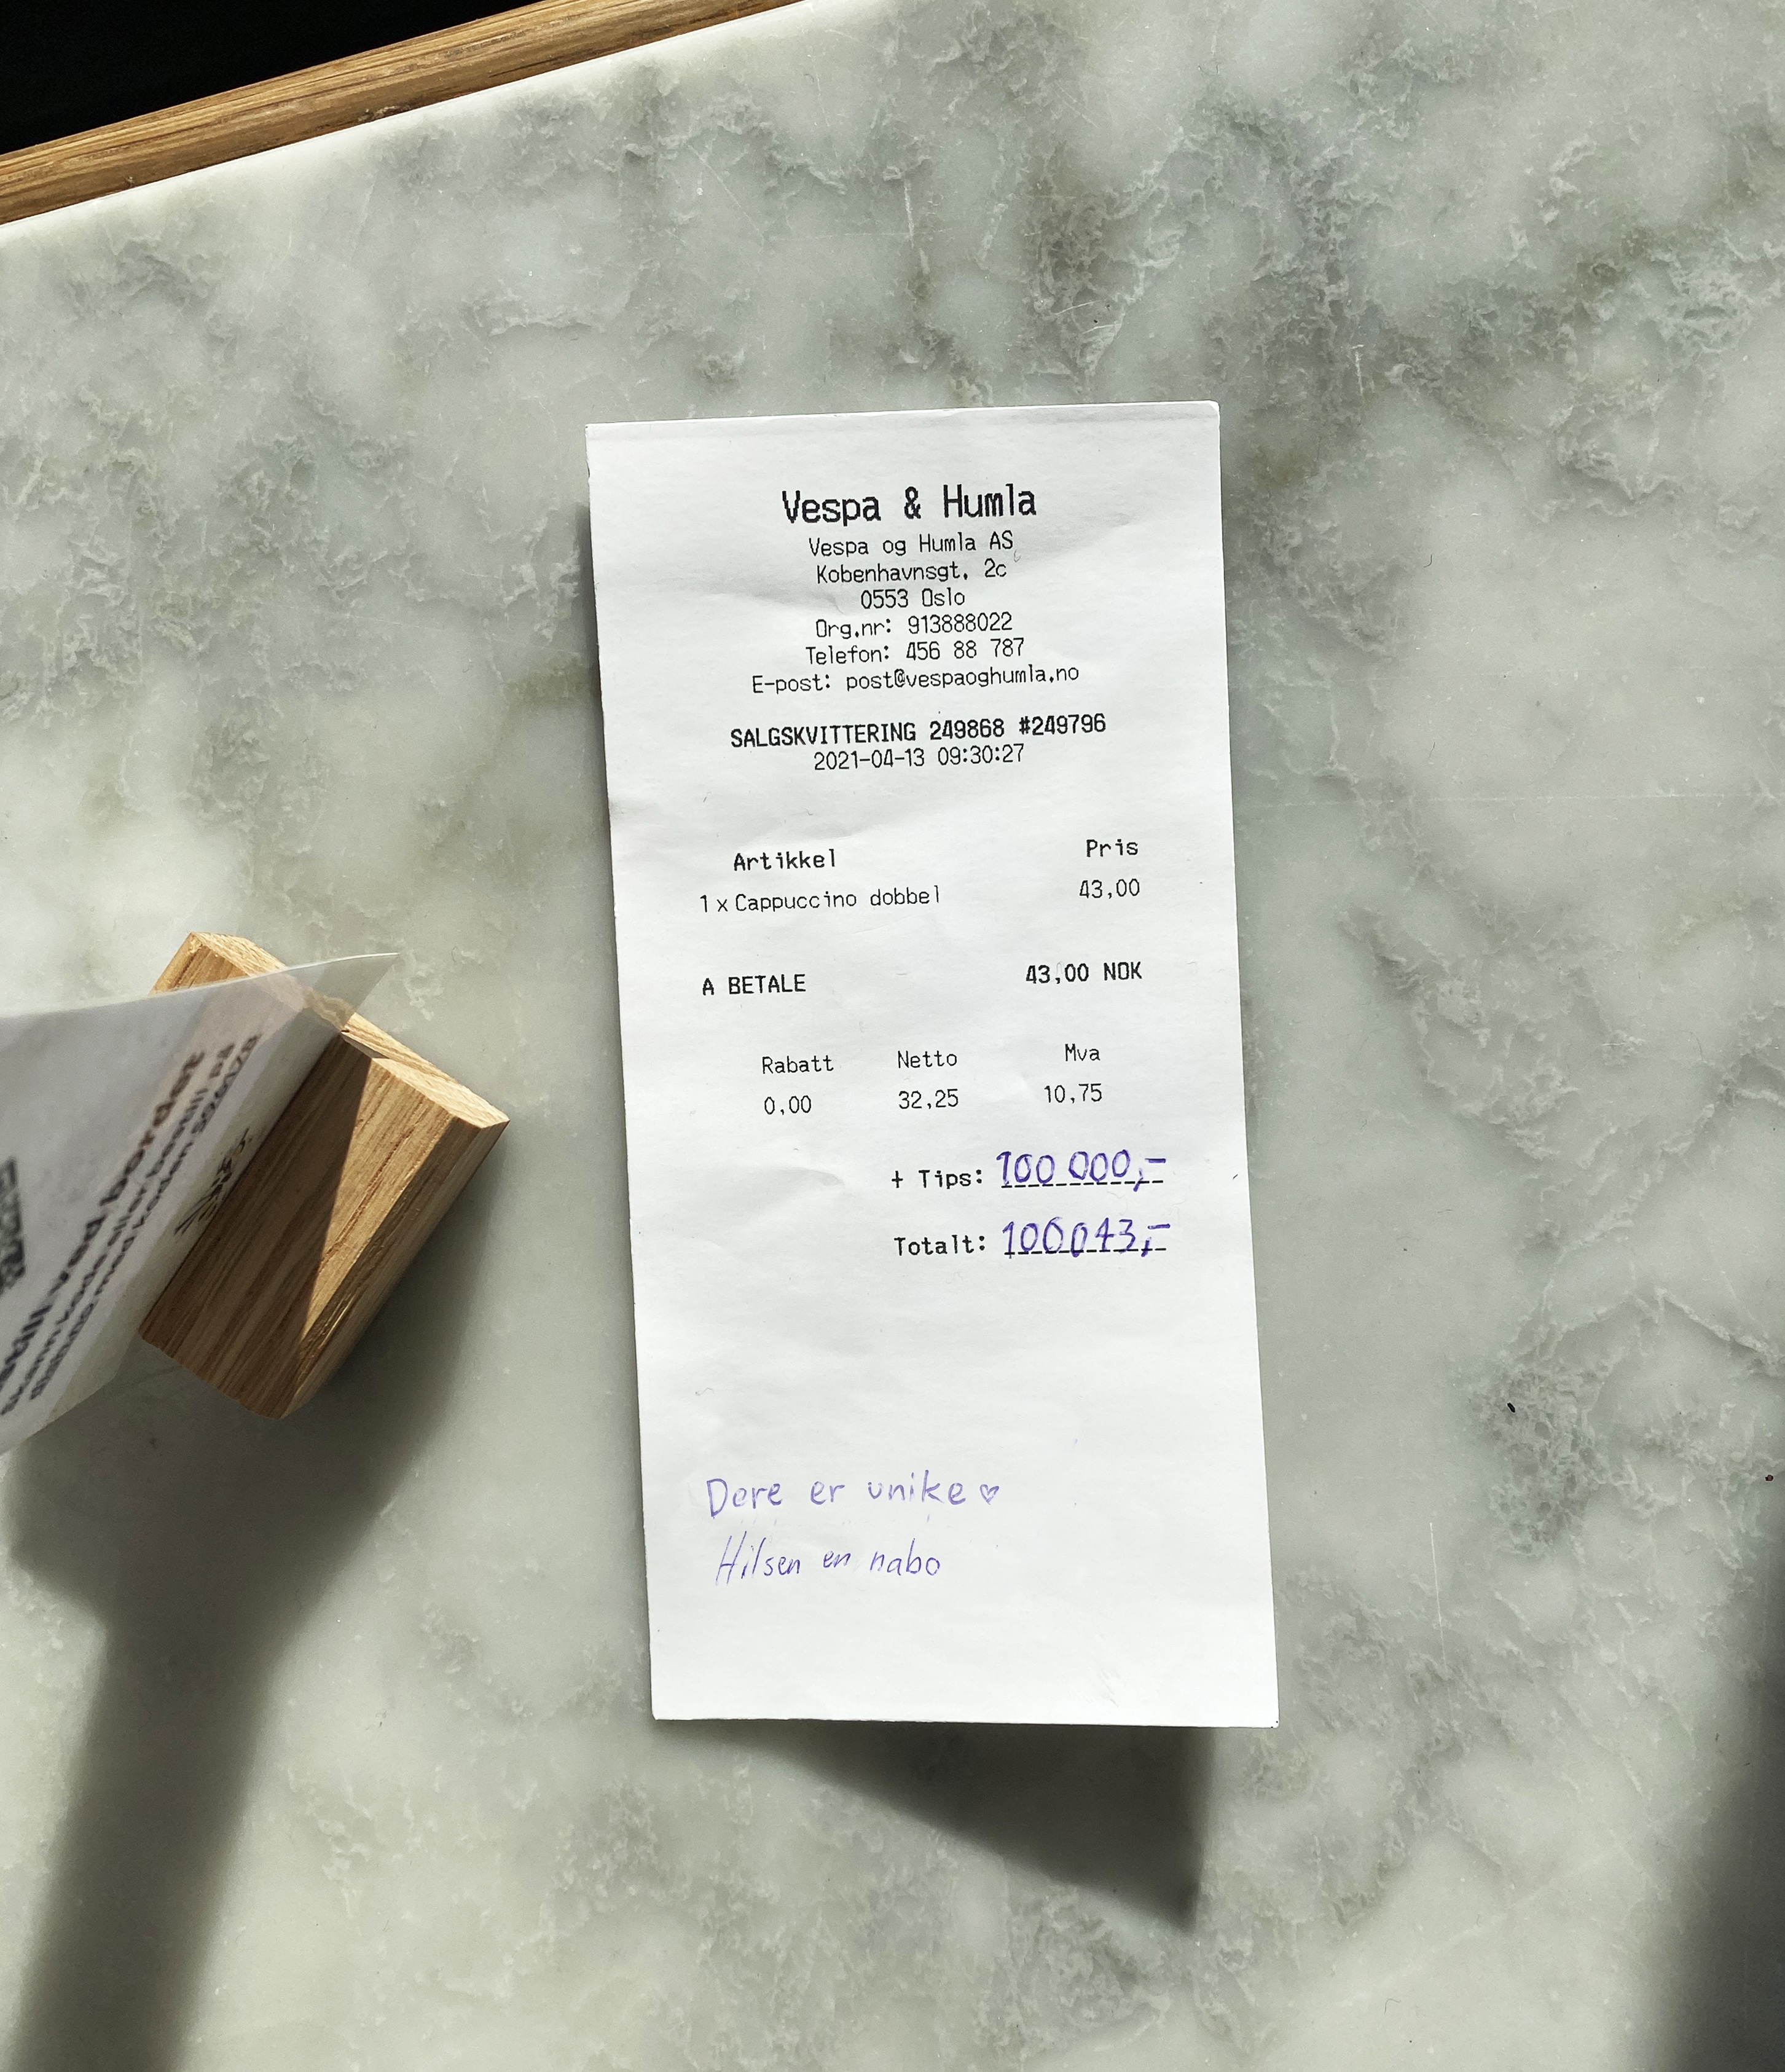 Vespa & Humla
Vespa og Humla AS
Kobenhavnsgt. 2c
0553 Oslo
Org.nr: 913888022
Telefon: 456 88 787
E-post: post@vespaoghumla.no
SALGSKVITTERING 249868 #249796
2021-04-13 09:30:27
Artikkel Pris
1 x Cappuccino dobbel 43,00
A BETALE 43,00 NOK
Rabatt Netto Mva
0,00 32,25 10,75
+ Tips: 100 000,-
Totalt: 100043,-
Dere er unike ♡
Hilsen en nabo
ved bordet